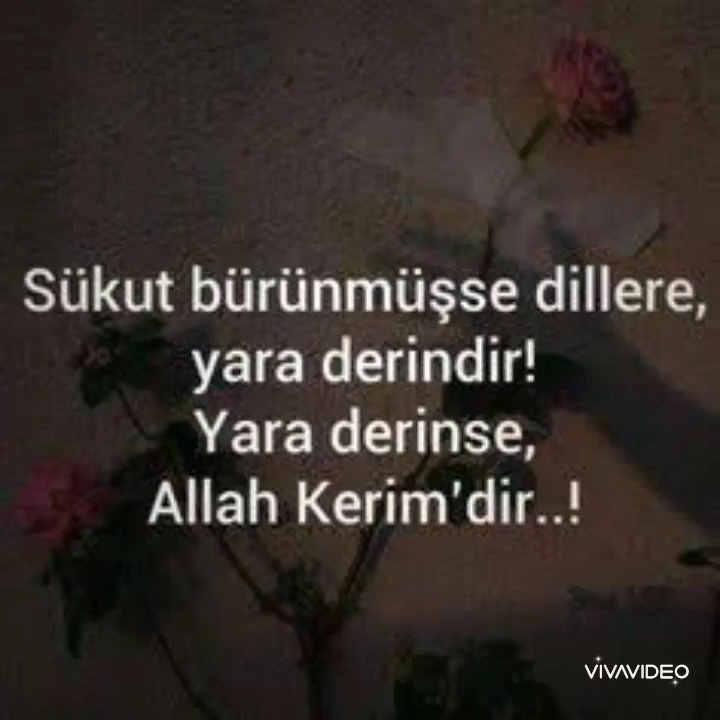 Sükut bürünmüşse dillere,
yara derindir!
Yara derinse,
Allah Kerim'dir..!
VIVAVIDEO